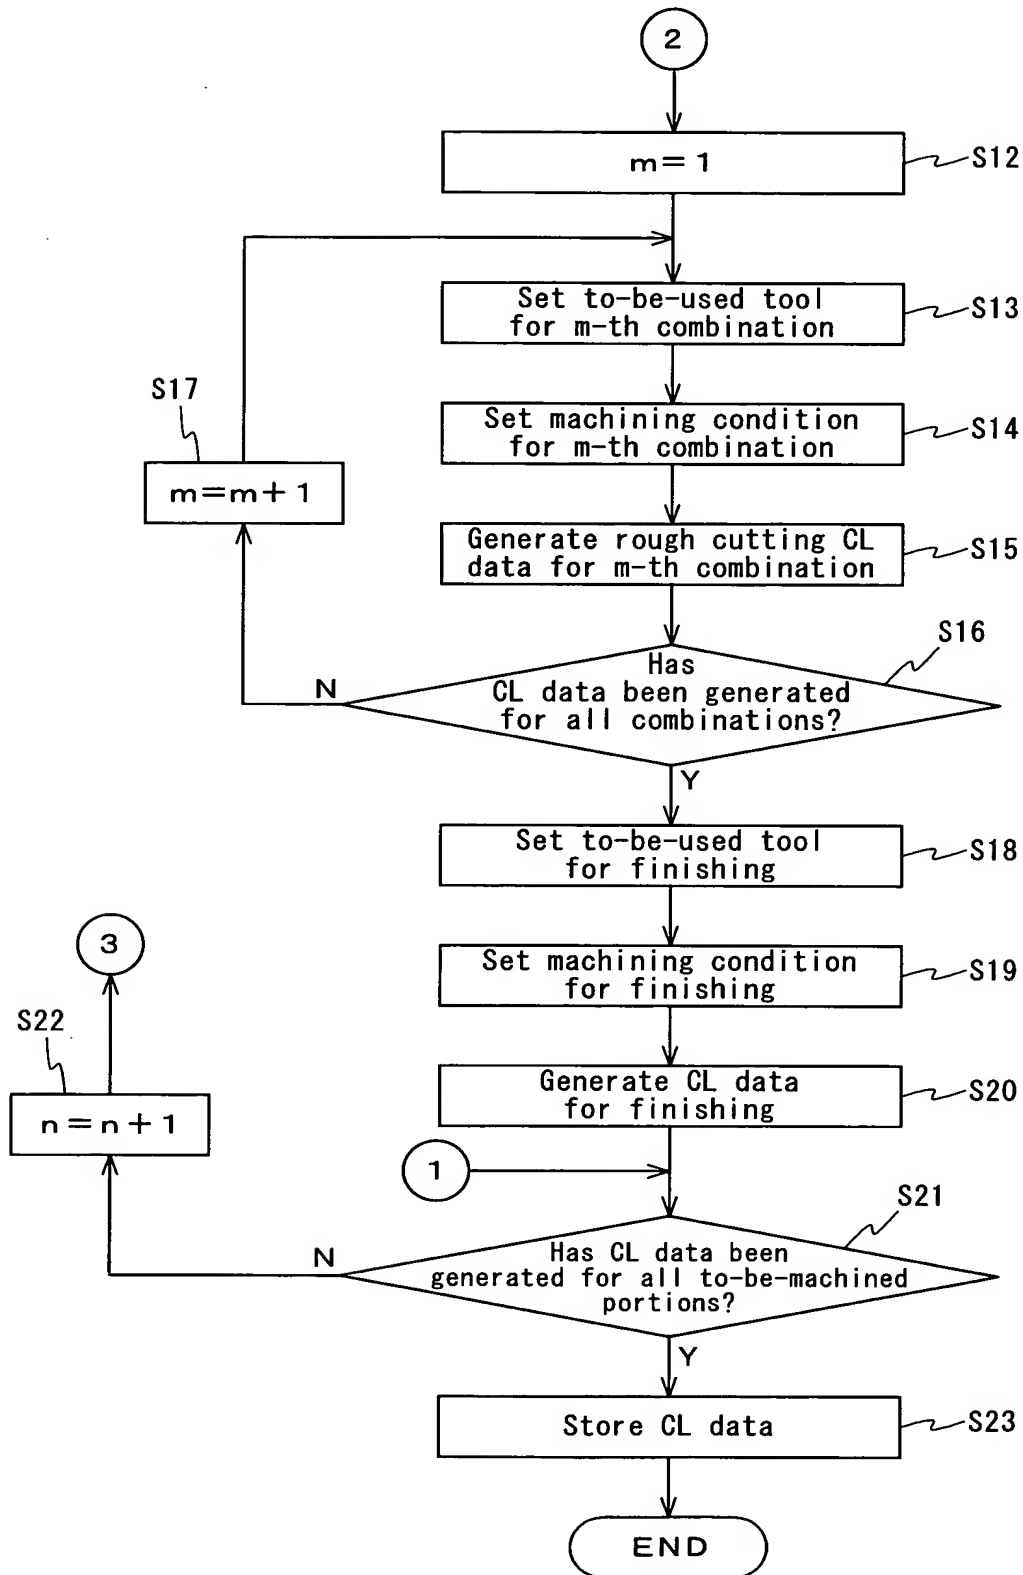 2
m=1
S12
Set to-be-used tool
for m-th combination
S13
S17
Set machining condition
for m-th combination
S14
m=m+1
Generate rough cutting CL
data for m-th combination
S15
S16
N
Has
CL data been generated
for all combinations?
Y
Set to-be-used tool
for finishing
S18
3
Set machining condition
for finishing
S19
S22
n=n+1
Generate CL data
for finishing
S20
1
S21
N
Has CL data been
generated for all to-be-machined
portions?
Y
Store CL data
S23
END